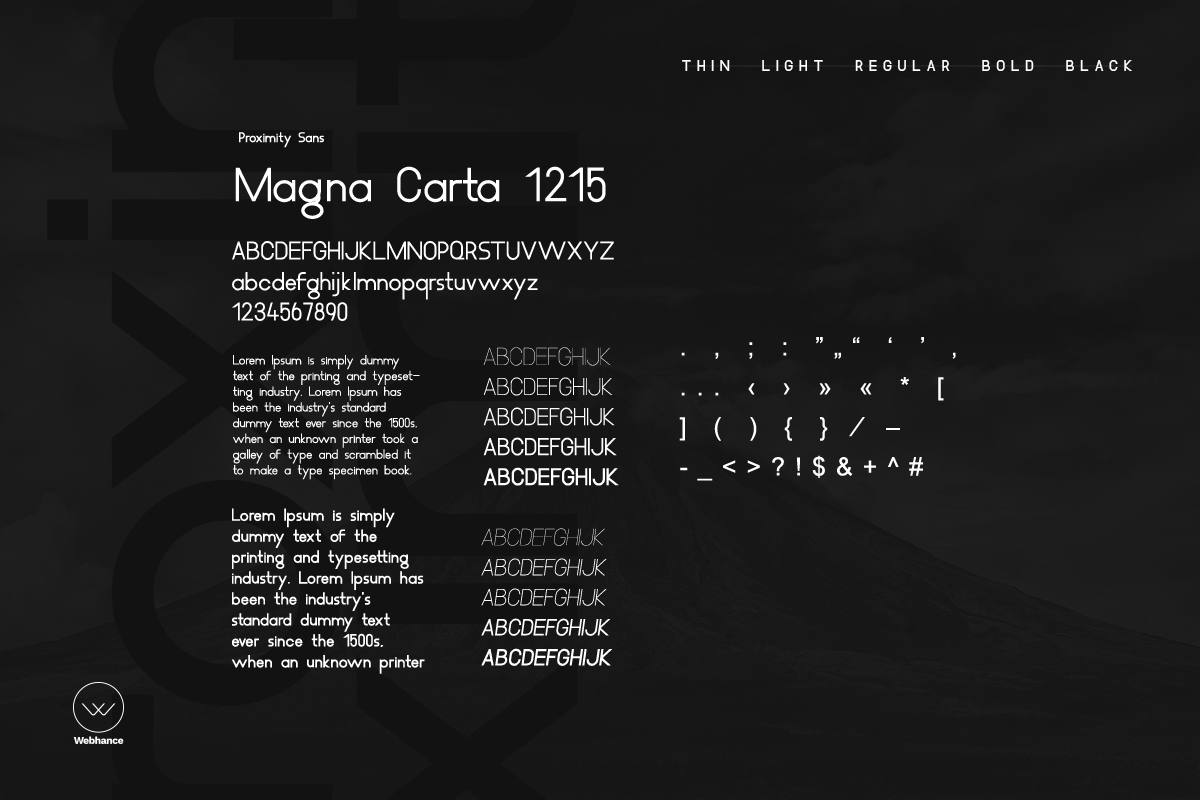 THIN LIGHT REGULAR BOLD BLACK
Proximity Sans
Magna Carta 1215
ABCDEFGHIJKLMNOPQRSTUVWXYZ
abcdefghijklmnopqrstuvwxyz
1234567890
Lorem Ipsum is simply dummy
text of the printing and typeset-
ting industry. Lorem Ipsum has
been the industry's standard
dummy text ever since the 1500s,
when an unknown printer took a
galley of type and scrambled it
to make a type specimen book.
Lorem Ipsum is simply
dummy text of the
printing and typesetting
industry. Lorem Ipsum has
been the industry's
standard dummy text
ever since the 1500s,
when an unknown printer
ABCDEFGHIJK
ABCDEFGHIJK
ABCDEFGHIJK
ABCDEFGHIJK
ABCDEFGHIJK
ABCDEFGHIJK
ABCDEFGHIJK
ABCDEFGHIJK
ABCDEFGHIJK
ABCDEFGHIJK
. , ; : ” „ “ ‘ ’ ,
... ‹ › » « * [
] ( ) { } / –
- _ < > ? ! $ & + ^ #
Webhance